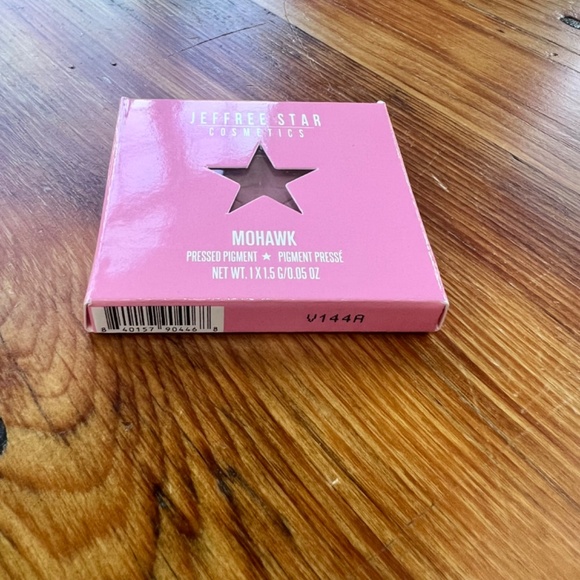 JEFFREE STAR
COSMETICS
MOHAWK
PRESSED PIGMENT ★ PIGMENT PRESSÉ
NET WT. 1 X 1.5 G/0.05 OZ
8 40157 90446 8
V144A